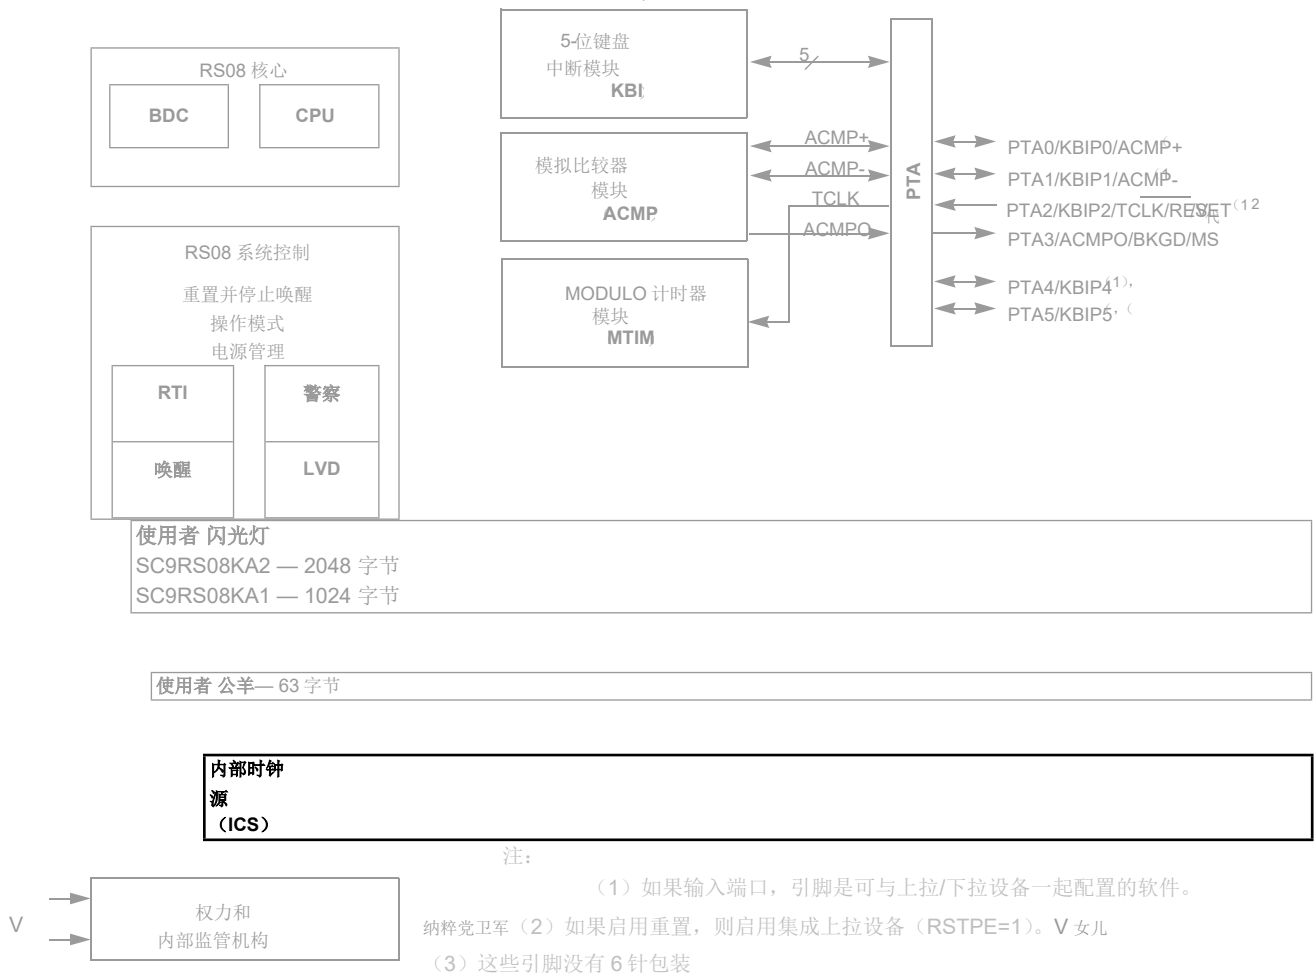 5-位键盘
中断模块
KBI
RS08 核心
BDC
CPU
5
模拟比较器
模块
ACMP
ACMP+
ACMP-
TCLK
ACMPO
PTA
PTA0/KBIP0/ACMP+
PTA1/KBIP1/ACMP-
PTA2/KBIP2/TCLK/RESET（1 2
PTA3/ACMPO/BKGD/MS
PTA4/KBIP4 1），
PTA5/KBIP5，（
RS08 系统控制
重置并停止唤醒
操作模式
电源管理
RTI
警察
唤醒
LVD
MODULO 计时器
模块
MTIM
使用者 闪光灯
SC9RS08KA2 — 2048 字节
SC9RS08KA1 — 1024 字节
使用者 公羊— 63 字节
内部时钟
源
（ICS）
注：
（1）如果输入端口，引脚是可与上拉/下拉设备一起配置的软件。
V
权力和
内部监管机构
纳粹党卫军（2）如果启用重置，则启用集成上拉设备（RSTPE=1）。V 女儿
（3）这些引脚没有 6 针包装